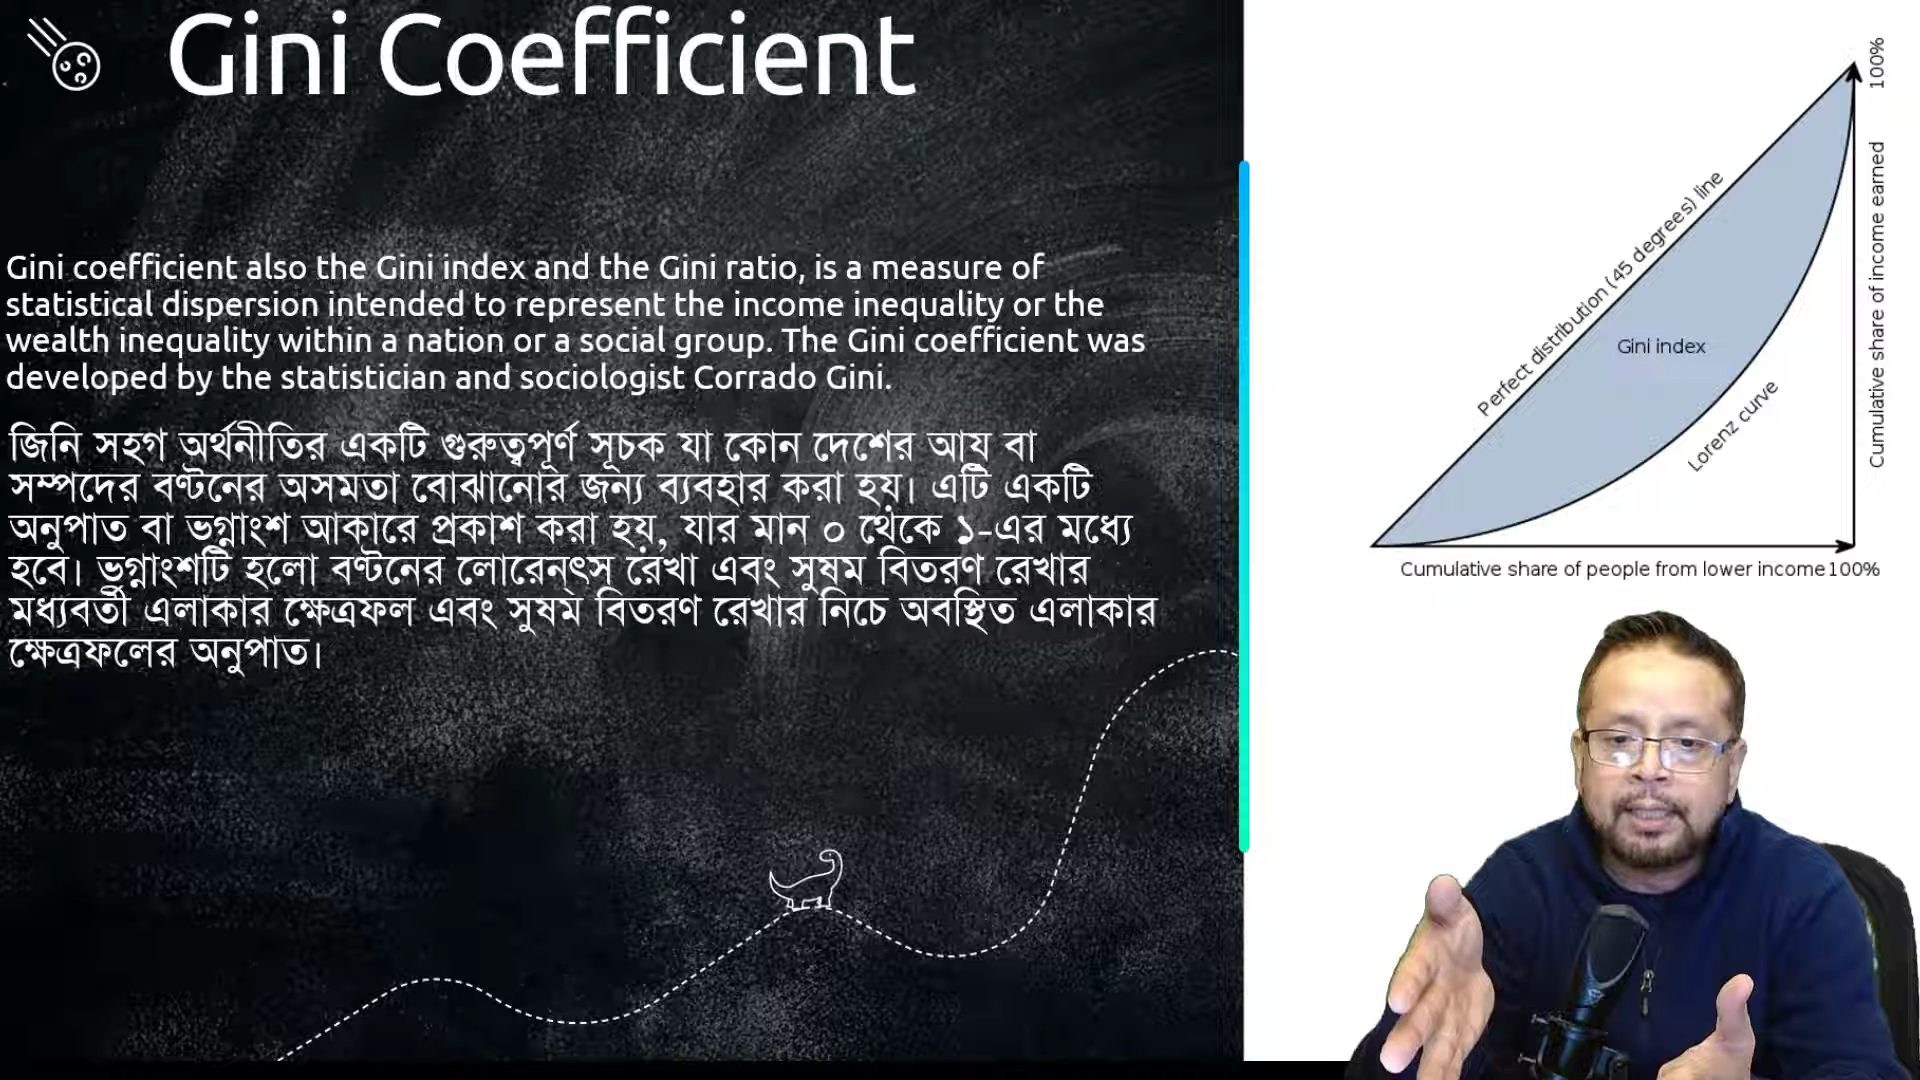 Gini Coefficient
Gini coefficient also the Gini index and the Gini ratio, is a measure of
statistical dispersion intended to represent the income inequality or the
wealth inequality within a nation or a social group. The Gini coefficient was
developed by the statistician and sociologist Corrado Gini.
জিনি সহগ অর্থনীতির একটি গুরুত্বপূর্ণ সূচক যা কোন দেশের আয় বা
সম্পদের বণ্টনের অসমতা বোঝানোর জন্য ব্যবহার করা হয়। এটি একটি
অনুপাত বা ভগ্নাংশ আকারে প্রকাশ করা হয়, যার মান ০ থেকে ১-এর মধ্যে
হবে। ভগ্নাংশটি হলো বণ্টনের লোরেন্ৎস রেখা এবং সুষম বিতরণ রেখার
মধ্যবর্তী এলাকার ক্ষেত্রফল এবং সুষম বিতরণ রেখার নিচে অবস্থিত এলাকার
ক্ষেত্রফলের অনুপাত।
Perfect distribution (45 degrees) line
Gini index
Lorenz curve
Cumulative share of income earned
100%
Cumulative share of people from lower income
100%